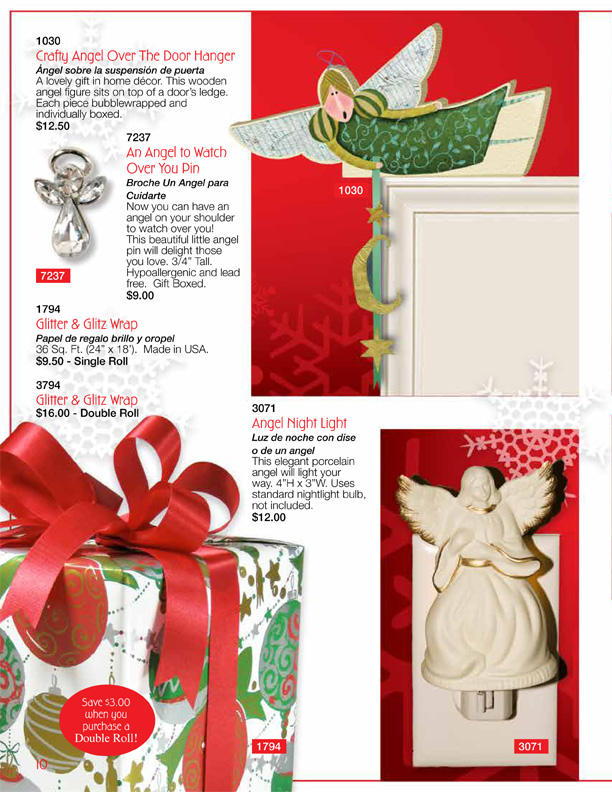 1030
Crafty Angel Over The Door Hanger
Ángel sobre la suspensión de puerta
A lovely gift in home décor. This wooden
angel figure sits on top of a door's ledge.
Each piece bubblewrapped and
individually boxed.
$12.50
7237
An Angel to Watch
Over You Pin
Broche Un Angel para
Cuidarte
Now you can have an
angel on your shoulder
to watch over you!
This beautiful little angel
pin will delight those
you love. 3/4" Tall.
Hypoallergenic and lead
free. Gift Boxed.
$9.00
7237
1030
1794
Glitter & Glitz Wrap
Papel de regalo brillo y oropel
36 Sq. Ft. (24" x 18'). Made in USA.
$9.50 - Single Roll
3794
Glitter & Glitz Wrap
$16.00 - Double Roll
3071
Angel Night Light
Luz de noche con dise
o de un angel
This elegant porcelain
angel will light your
way. 4"H x 3"W. Uses
standard nightlight bulb,
not included.
$12.00
Save $3.00
when you
purchase a
Double Roll!
1794
3071
10